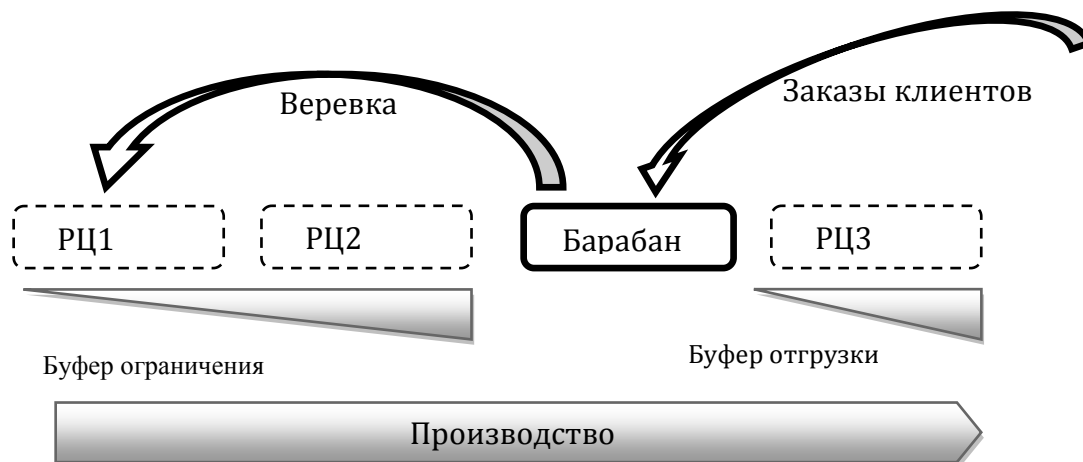 Заказы клиентов
Веревка
РЦ1
РЦ2
Барабан
РЦ3
Буфер ограничения
Буфер отгрузки
Производство